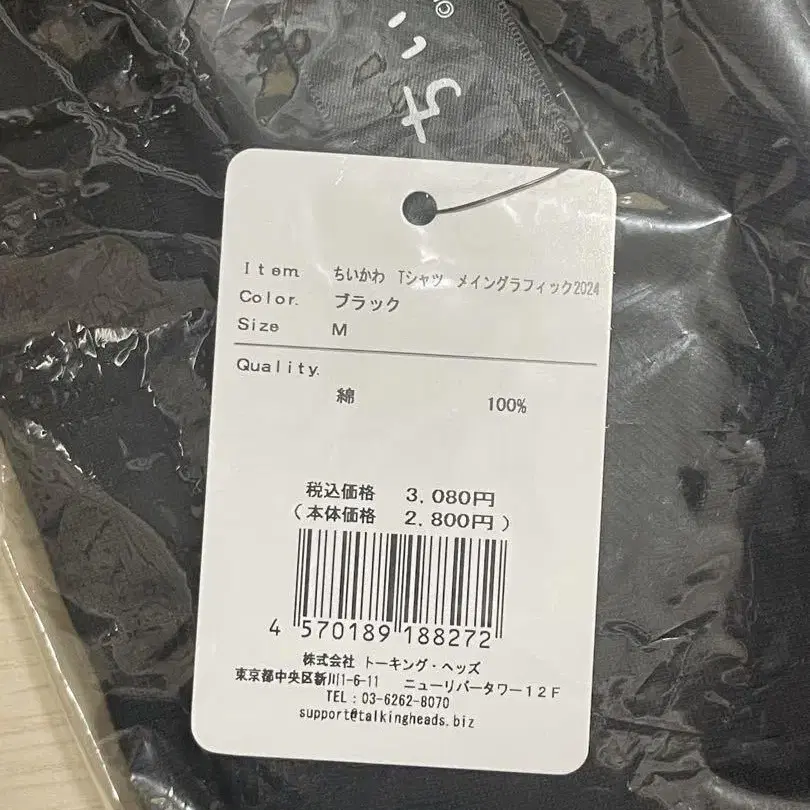 Item ちいかわ Tシャツ メイングラフィック2024
Color. ブラック
Size M
Quality.
綿 100%
税込価格 3,080円
(本体価格 2,800円)
4 570189 188272
株式会社 トーキング・ヘッズ
東京都中央区新川1-6-11 ニューリバータワー12F
TEL:03-6262-8070
support@talkingheads.biz